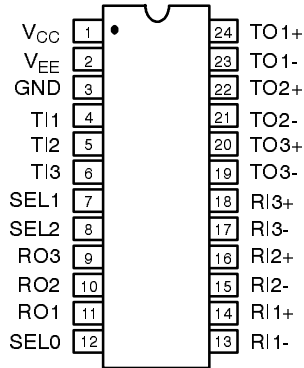 V_CC 1 24 TO1+
V_EE 2 23 TO1-
GND 3 22 TO2+
TI1 4 21 TO2-
TI2 5 20 TO3+
TI3 6 19 TO3-
SEL1 7 18 RI3+
SEL2 8 17 RI3-
RO3 9 16 RI2+
RO2 10 15 RI2-
RO1 11 14 RI1+
SEL0 12 13 RI1-